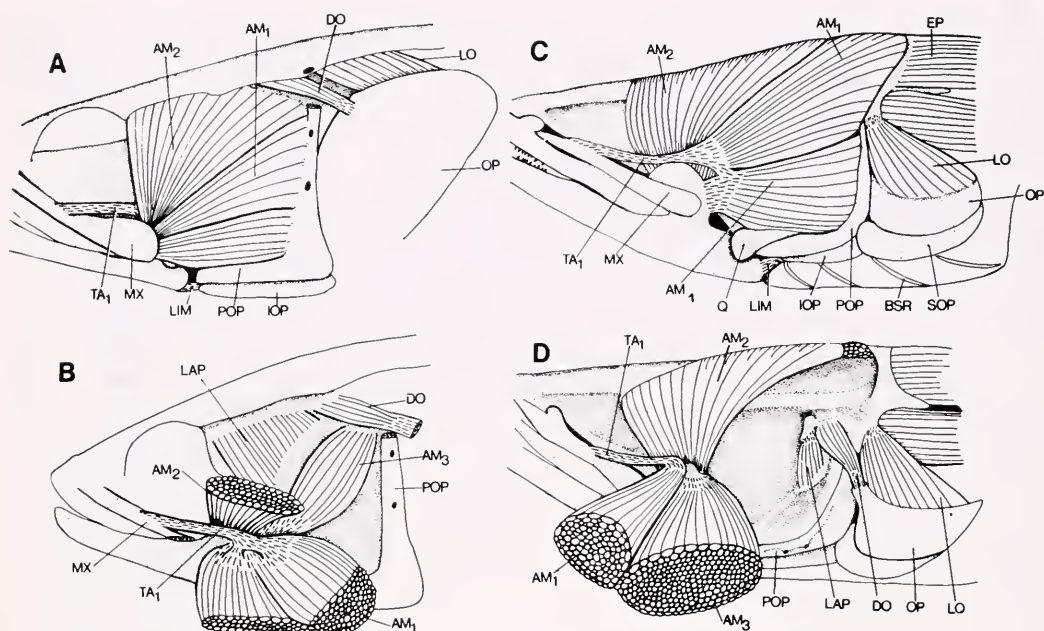 A
AM₂
AM₁
DO
LO
OP
TA₁
MX
LIM
POP
IOP
B
LAP
DO
AM₂
AM₃
POP
MX
TA₁
AM₁
C
AM₂
AM₁
EP
LO
OP
TA₁
MX
AM₁
Q
LIM
IOP
POP
BSR
SOP
D
TA₁
AM₂
AM₁
AM₃
POP
LAP
DO
OP
LO